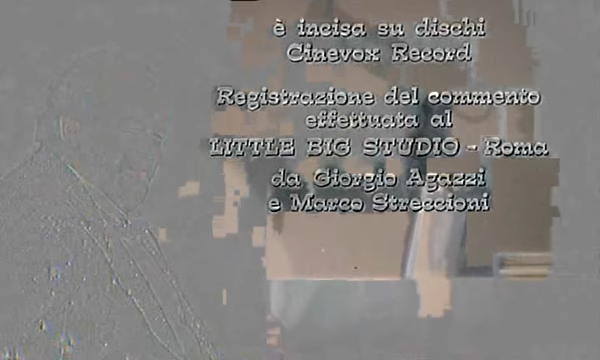 è incisa su dischi
Cinevox Record
Registrazione del commento
effettuata al
LITTLE BIG STUDIO - Roma
da Giorgio Agazzi
e Marco Streccioni